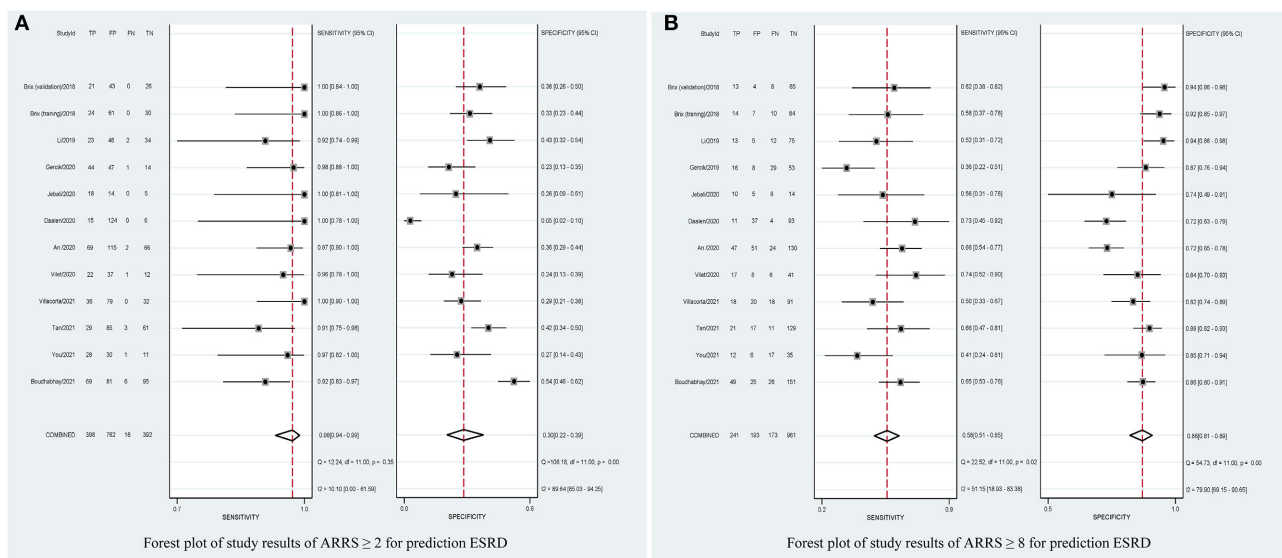 A
StudyId TP FP FN TN SENSITIVITY (95% CI) SPECIFICITY (95% CI)
Brix (validation)/2018 21 43 0 26 1.00 [0.84 - 1.00] 0.38 [0.26 - 0.50]
Brix (traning)/2018 24 61 0 30 1.00 [0.86 - 1.00] 0.33 [0.23 - 0.44]
Li/2019 23 46 2 34 0.92 [0.74 - 0.99] 0.43 [0.32 - 0.54]
Gercik/2020 44 47 1 14 0.98 [0.88 - 1.00] 0.23 [0.13 - 0.35]
Jebali/2020 18 14 0 5 1.00 [0.81 - 1.00] 0.26 [0.09 - 0.51]
Daalen/2020 15 124 0 6 1.00 [0.78 - 1.00] 0.05 [0.02 - 0.10]
An /2020 69 115 2 66 0.97 [0.90 - 1.00] 0.36 [0.29 - 0.44]
Vilet/2020 22 37 1 12 0.96 [0.78 - 1.00] 0.24 [0.13 - 0.39]
Villacorta/2021 36 79 0 32 1.00 [0.90 - 1.00] 0.29 [0.21 - 0.38]
Tan/2021 29 85 3 61 0.91 [0.75 - 0.98] 0.42 [0.34 - 0.50]
You/2021 28 30 1 11 0.97 [0.82 - 1.00] 0.27 [0.14 - 0.43]
Boudhabhay/2021 69 81 6 95 0.92 [0.83 - 0.97] 0.54 [0.46 - 0.62]
COMBINED 398 762 16 392 0.98[0.94 - 0.99] 0.30[0.22 - 0.39]
Q = 12.24, df = 11.00, p = 0.35 Q =106.18, df = 11.00, p = 0.00
I2 = 10.10 [0.00 - 61.59] I2 = 89.64 [85.03 - 94.25]
0.7 1.0 0.0 0.6
SENSITIVITY SPECIFICITY
Forest plot of study results of ARRS ≥ 2 for prediction ESRD
B
StudyId TP FP FN TN SENSITIVITY (95% CI) SPECIFICITY (95% CI)
Brix (validation)/2018 13 4 8 65 0.62 [0.38 - 0.82] 0.94 [0.86 - 0.98]
Brix (traning)/2018 14 7 10 84 0.58 [0.37 - 0.78] 0.92 [0.85 - 0.97]
Li/2019 13 5 12 75 0.52 [0.31 - 0.72] 0.94 [0.86 - 0.98]
Gercik/2020 16 8 29 53 0.36 [0.22 - 0.51] 0.87 [0.76 - 0.94]
Jebali/2020 10 5 8 14 0.56 [0.31 - 0.78] 0.74 [0.49 - 0.91]
Daalen/2020 11 37 4 93 0.73 [0.45 - 0.92] 0.72 [0.63 - 0.79]
An /2020 47 51 24 130 0.66 [0.54 - 0.77] 0.72 [0.65 - 0.78]
Vilet/2020 17 8 6 41 0.74 [0.52 - 0.90] 0.84 [0.70 - 0.93]
Villacorta/2021 18 20 18 91 0.50 [0.33 - 0.67] 0.82 [0.74 - 0.89]
Tan/2021 21 17 11 129 0.66 [0.47 - 0.81] 0.88 [0.82 - 0.93]
You/2021 12 6 17 35 0.41 [0.24 - 0.61] 0.85 [0.71 - 0.94]
Boudhabhay/2021 49 25 26 151 0.65 [0.53 - 0.76] 0.86 [0.80 - 0.91]
COMBINED 241 193 173 961 0.58[0.51 - 0.65] 0.86[0.81 - 0.89]
Q = 22.52, df = 11.00, p = 0.02 Q = 54.73, df = 11.00, p = 0.00
I2 = 51.15 [18.93 - 83.38] I2 = 79.90 [69.15 - 90.65]
0.2 0.9 0.5 1.0
SENSITIVITY SPECIFICITY
Forest plot of study results of ARRS ≥ 8 for prediction ESRD